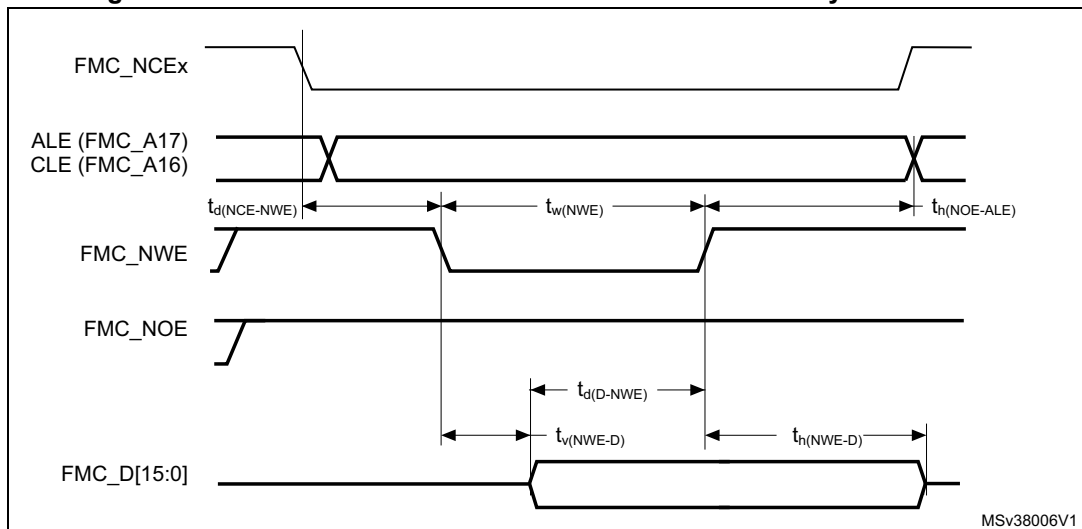 FMC_NCEx
ALE (FMC_A17)
CLE (FMC_A16)
td(NCE-NWE)
tw(NWE)
th(NOE-ALE)
FMC_NWE
FMC_NOE
td(D-NWE)
tv(NWE-D)
th(NWE-D)
FMC_D[15:0]
MSv38006V1